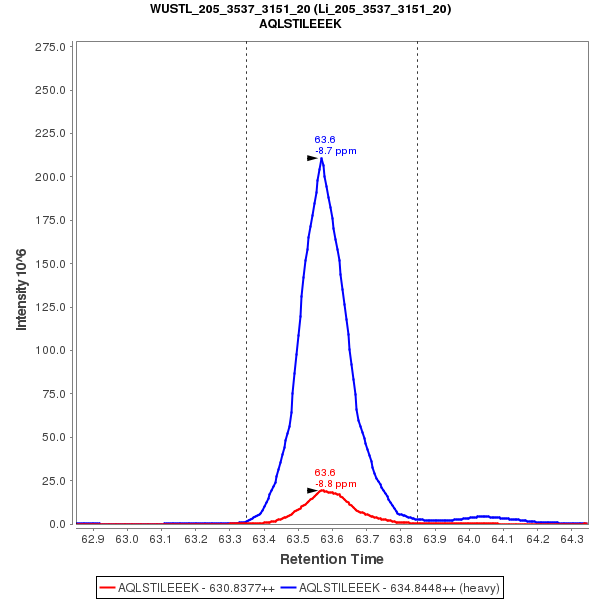 WUSTL_205_3537_3151_20 (Li_205_3537_3151_20)
AQLSTILEEEK
Intensity 10^6
275.0
250.0
225.0
200.0
175.0
150.0
125.0
100.0
75.0
50.0
25.0
0.0
63.6
-8.7 ppm
63.6
-8.8 ppm
62.9 63.0 63.1 63.2 63.3 63.4 63.5 63.6 63.7 63.8 63.9 64.0 64.1 64.2 64.3
Retention Time
AQLSTILEEEK - 630.8377++ AQLSTILEEEK - 634.8448++ (heavy)